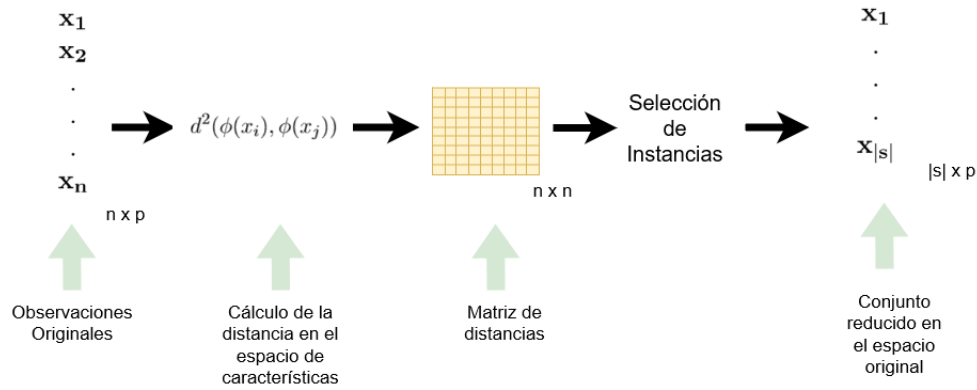 x₁
x₂
.
.
.
xₙ
n x p
d²(ϕ(xᵢ), ϕ(xⱼ))
n x n
Selección
de
Instancias
x₁
.
.
.
x|s|
|s| x p
Observaciones
Originales
Cálculo de la
distancia en el
espacio de
características
Matriz de
distancias
Conjunto
reducido en
el espacio
original